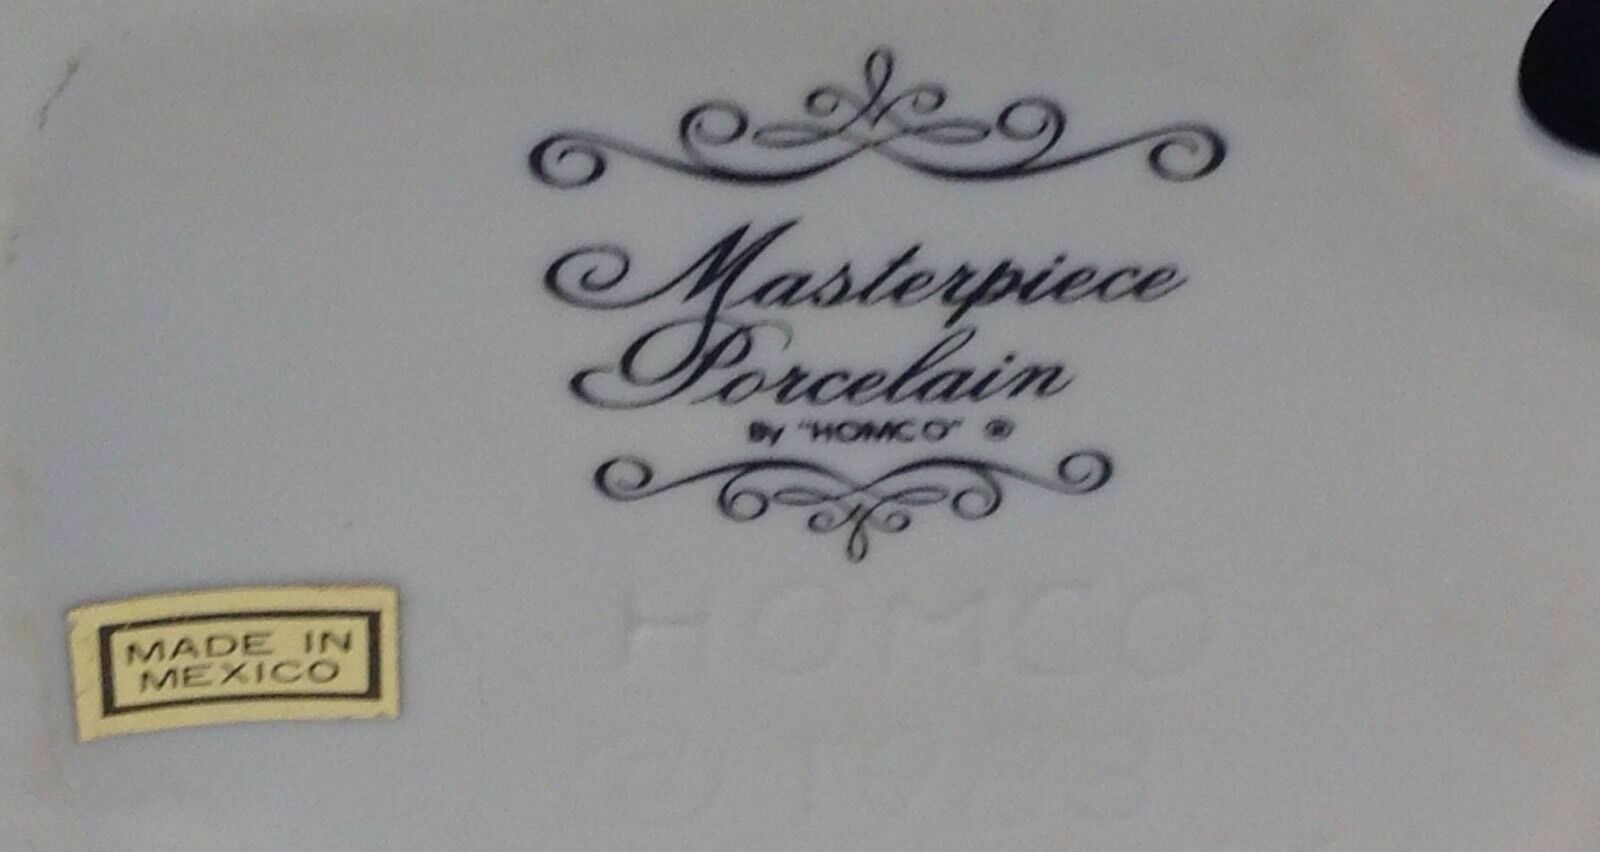 Masterpiece
Porcelain
By "HOMCO" ®
HOMCO
MADE IN
MEXICO